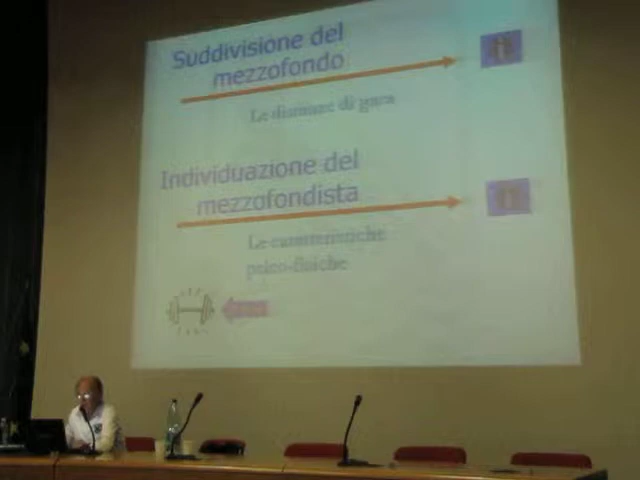 Suddivisione del
mezzofondo
Le distanze di gara
Individuazione del
mezzofondista
Le caratteristiche
psico-fisiche